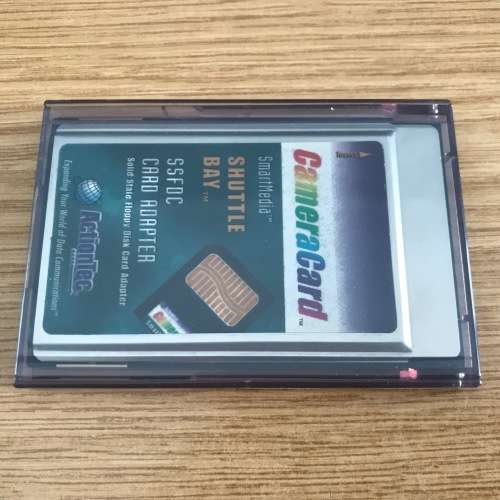 CameraCard™
SmartMedia™
SHUTTLE
BAY™
SSFDC
CARD ADAPTER
Solid State Floppy Disk Card Adapter
ActionTec
Expanding Your World of Data Communications™